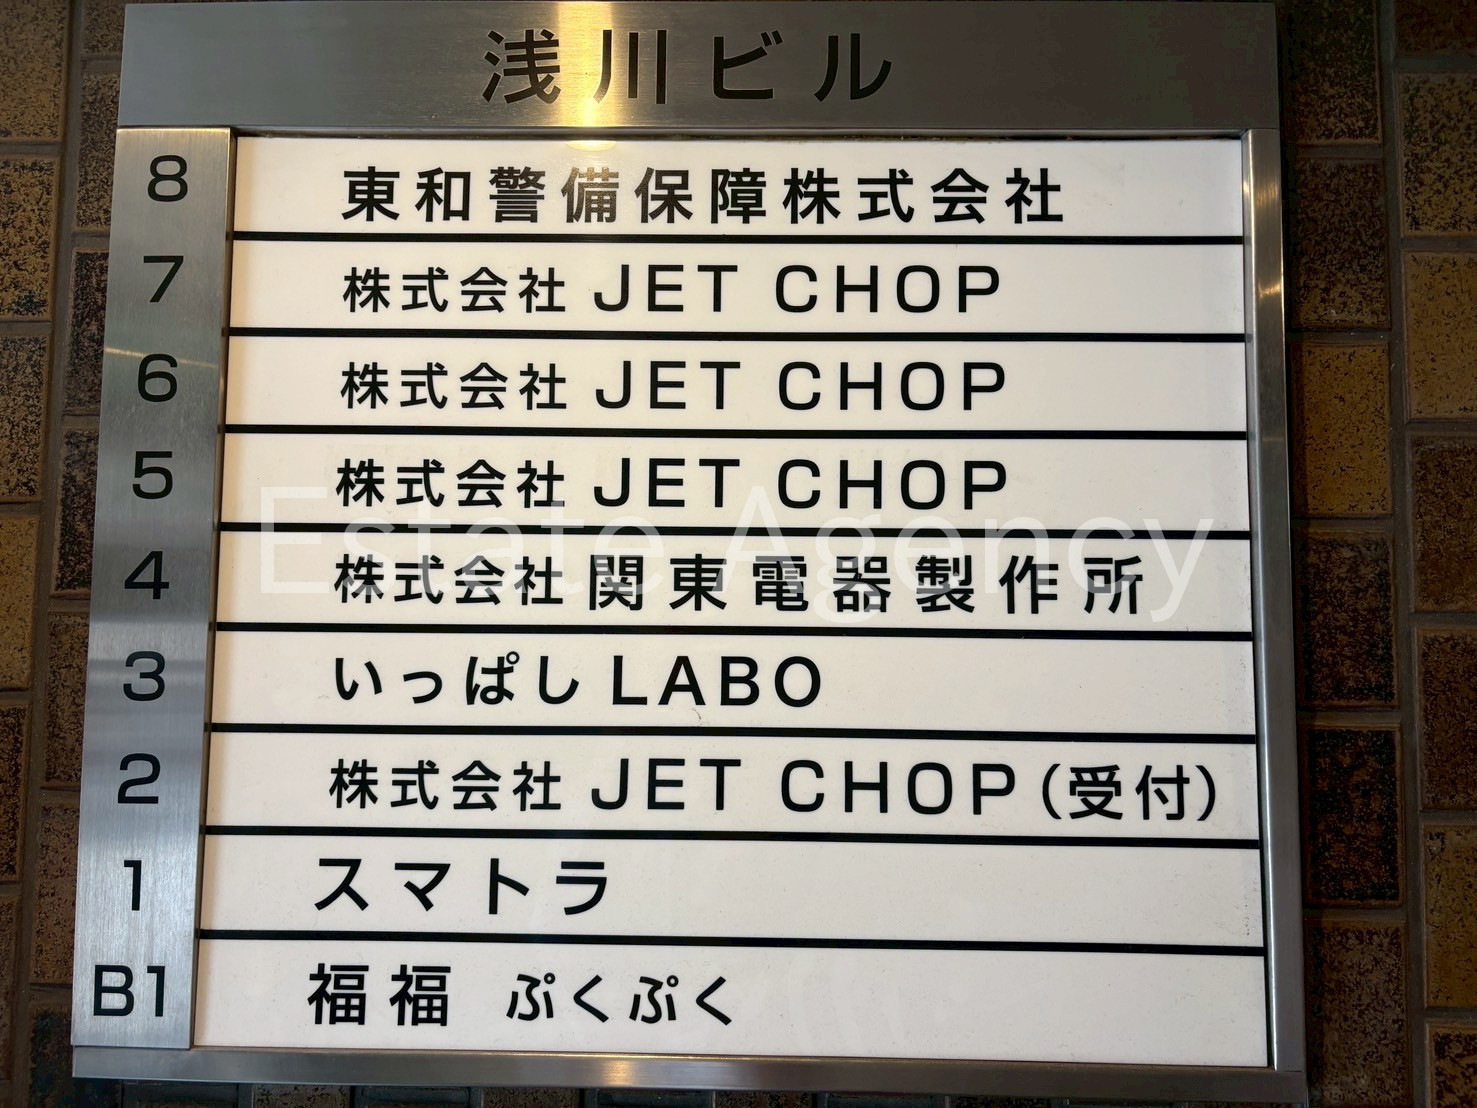 浅川ビル
8 東和警備保障株式会社
7 株式会社 JET CHOP
6 株式会社 JET CHOP
5 株式会社 JET CHOP
4 株式会社 関東電器製作所
3 いっぱし LABO
2 株式会社 JET CHOP (受付)
1 スマトラ
B1 福福 ぷくぷく
Estate Agency